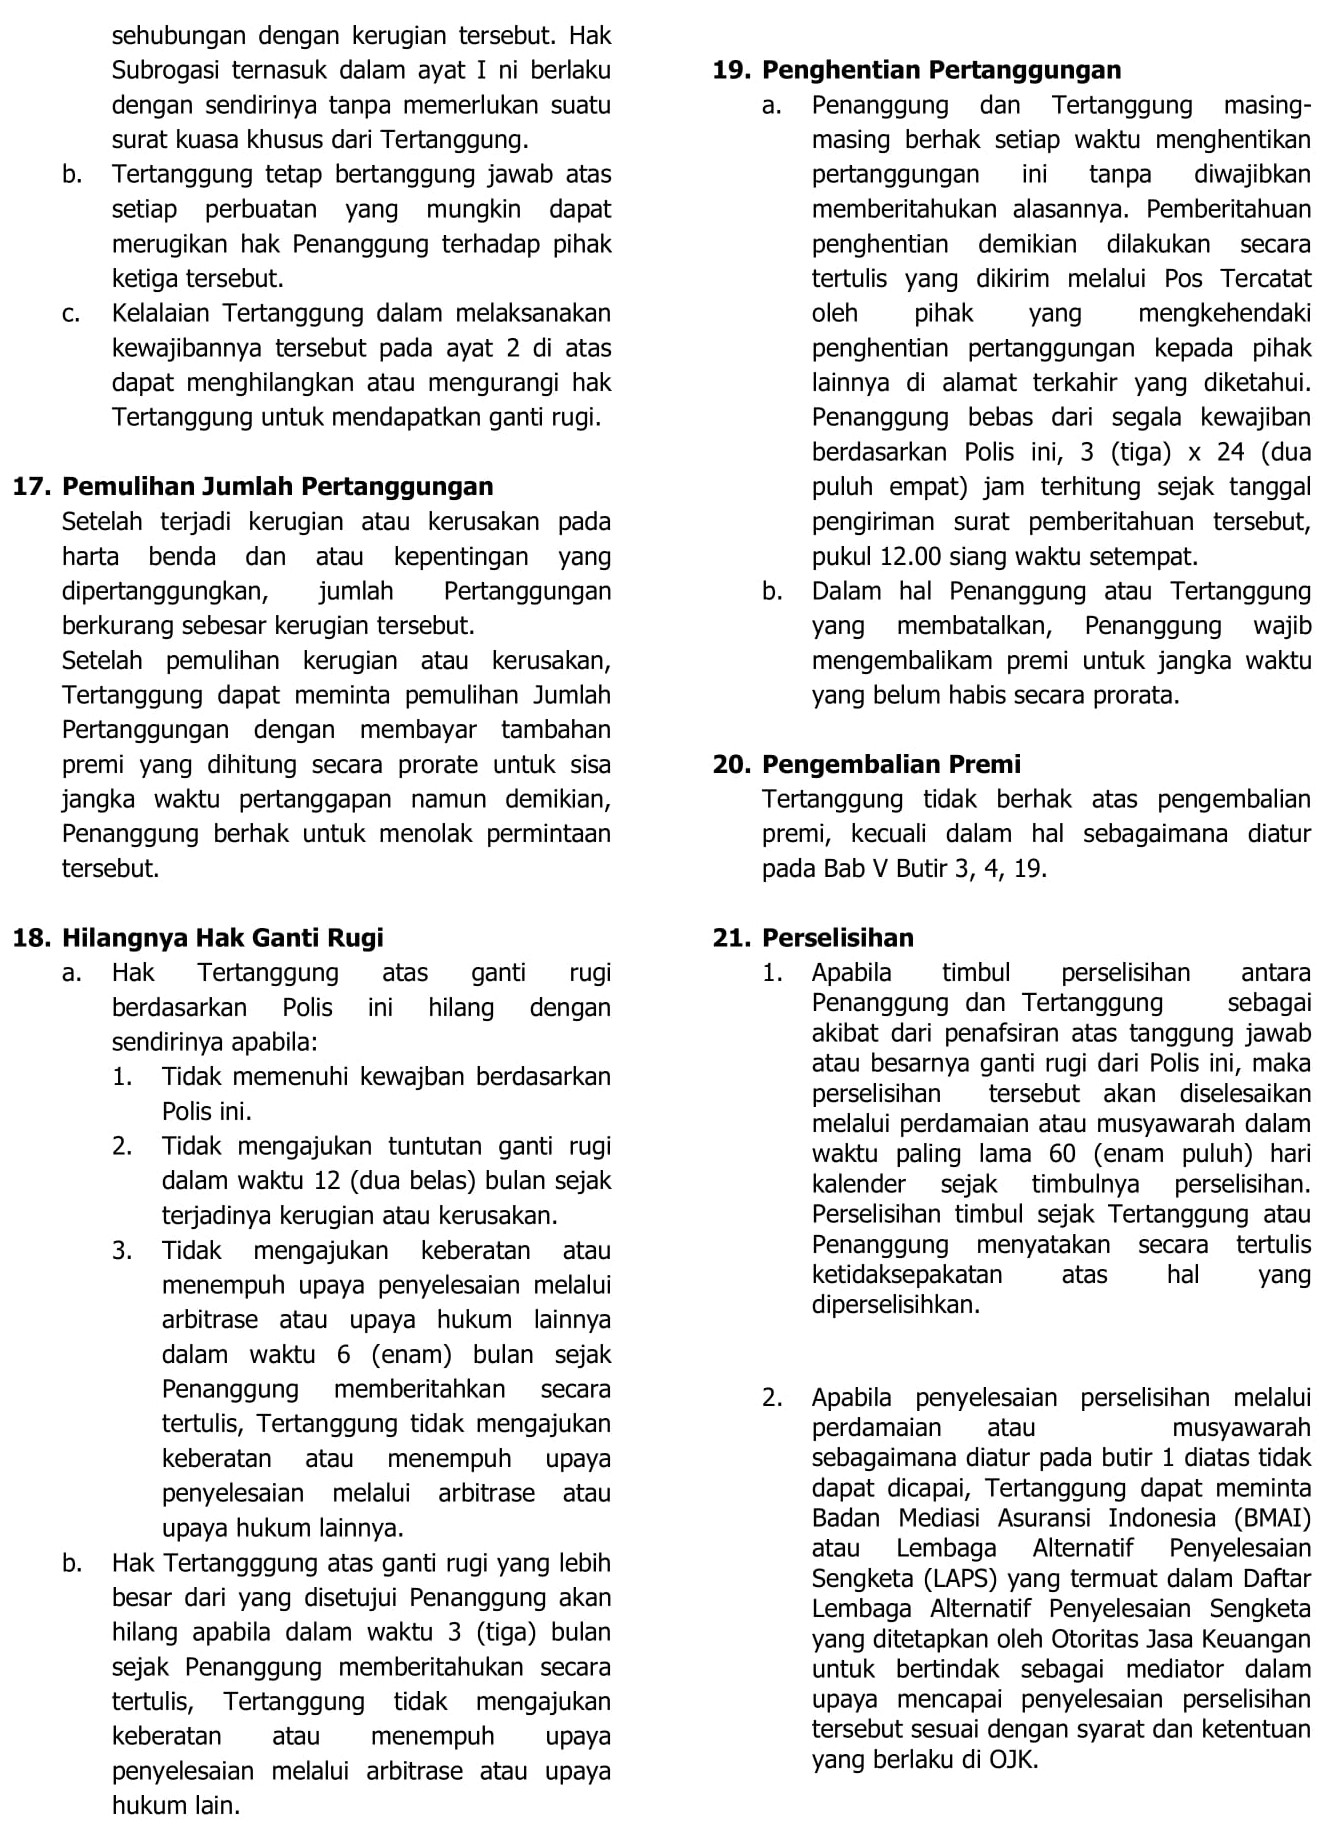 sehubungan dengan kerugian tersebut. Hak
Subrogasi ternasuk dalam ayat I ni berlaku
dengan sendirinya tanpa memerlukan suatu
surat kuasa khusus dari Tertanggung.
b. Tertanggung tetap bertanggung jawab atas
setiap perbuatan yang mungkin dapat
merugikan hak Penanggung terhadap pihak
ketiga tersebut.
c. Kelalaian Tertanggung dalam melaksanakan
kewajibannya tersebut pada ayat 2 di atas
dapat menghilangkan atau mengurangi hak
Tertanggung untuk mendapatkan ganti rugi.
17. Pemulihan Jumlah Pertanggungan
Setelah terjadi kerugian atau kerusakan pada
harta benda dan atau kepentingan yang
dipertanggungkan, jumlah Pertanggungan
berkurang sebesar kerugian tersebut.
Setelah pemulihan kerugian atau kerusakan,
Tertanggung dapat meminta pemulihan Jumlah
Pertanggungan dengan membayar tambahan
premi yang dihitung secara prorate untuk sisa
jangka waktu pertanggapan namun demikian,
Penanggung berhak untuk menolak permintaan
tersebut.
18. Hilangnya Hak Ganti Rugi
a. Hak Tertanggung atas ganti rugi
berdasarkan Polis ini hilang dengan
sendirinya apabila:
1. Tidak memenuhi kewajban berdasarkan
Polis ini.
2. Tidak mengajukan tuntutan ganti rugi
dalam waktu 12 (dua belas) bulan sejak
terjadinya kerugian atau kerusakan.
3. Tidak mengajukan keberatan atau
menempuh upaya penyelesaian melalui
arbitrase atau upaya hukum lainnya
dalam waktu 6 (enam) bulan sejak
Penanggung memberitahkan secara
tertulis, Tertanggung tidak mengajukan
keberatan atau menempuh upaya
penyelesaian melalui arbitrase atau
upaya hukum lainnya.
b. Hak Tertangggung atas ganti rugi yang lebih
besar dari yang disetujui Penanggung akan
hilang apabila dalam waktu 3 (tiga) bulan
sejak Penanggung memberitahukan secara
tertulis, Tertanggung tidak mengajukan
keberatan atau menempuh upaya
penyelesaian melalui arbitrase atau upaya
hukum lain.
19. Penghentian Pertanggungan
a. Penanggung dan Tertanggung masing-
masing berhak setiap waktu menghentikan
pertanggungan ini tanpa diwajibkan
memberitahukan alasannya. Pemberitahuan
penghentian demikian dilakukan secara
tertulis yang dikirim melalui Pos Tercatat
oleh pihak yang mengkehendaki
penghentian pertanggungan kepada pihak
lainnya di alamat terkahir yang diketahui.
Penanggung bebas dari segala kewajiban
berdasarkan Polis ini, 3 (tiga) x 24 (dua
puluh empat) jam terhitung sejak tanggal
pengiriman surat pemberitahuan tersebut,
pukul 12.00 siang waktu setempat.
b. Dalam hal Penanggung atau Tertanggung
yang membatalkan, Penanggung wajib
mengembalikam premi untuk jangka waktu
yang belum habis secara prorata.
20. Pengembalian Premi
Tertanggung tidak berhak atas pengembalian
premi, kecuali dalam hal sebagaimana diatur
pada Bab V Butir 3, 4, 19.
21. Perselisihan
1. Apabila timbul perselisihan antara
Penanggung dan Tertanggung sebagai
akibat dari penafsiran atas tanggung jawab
atau besarnya ganti rugi dari Polis ini, maka
perselisihan tersebut akan diselesaikan
melalui perdamaian atau musyawarah dalam
waktu paling lama 60 (enam puluh) hari
kalender sejak timbulnya perselisihan.
Perselisihan timbul sejak Tertanggung atau
Penanggung menyatakan secara tertulis
ketidaksepakatan atas hal yang
diperselisihkan.
2. Apabila penyelesaian perselisihan melalui
perdamaian atau musyawarah
sebagaimana diatur pada butir 1 diatas tidak
dapat dicapai, Tertanggung dapat meminta
Badan Mediasi Asuransi Indonesia (BMAI)
atau Lembaga Alternatif Penyelesaian
Sengketa (LAPS) yang termuat dalam Daftar
Lembaga Alternatif Penyelesaian Sengketa
yang ditetapkan oleh Otoritas Jasa Keuangan
untuk bertindak sebagai mediator dalam
upaya mencapai penyelesaian perselisihan
tersebut sesuai dengan syarat dan ketentuan
yang berlaku di OJK.